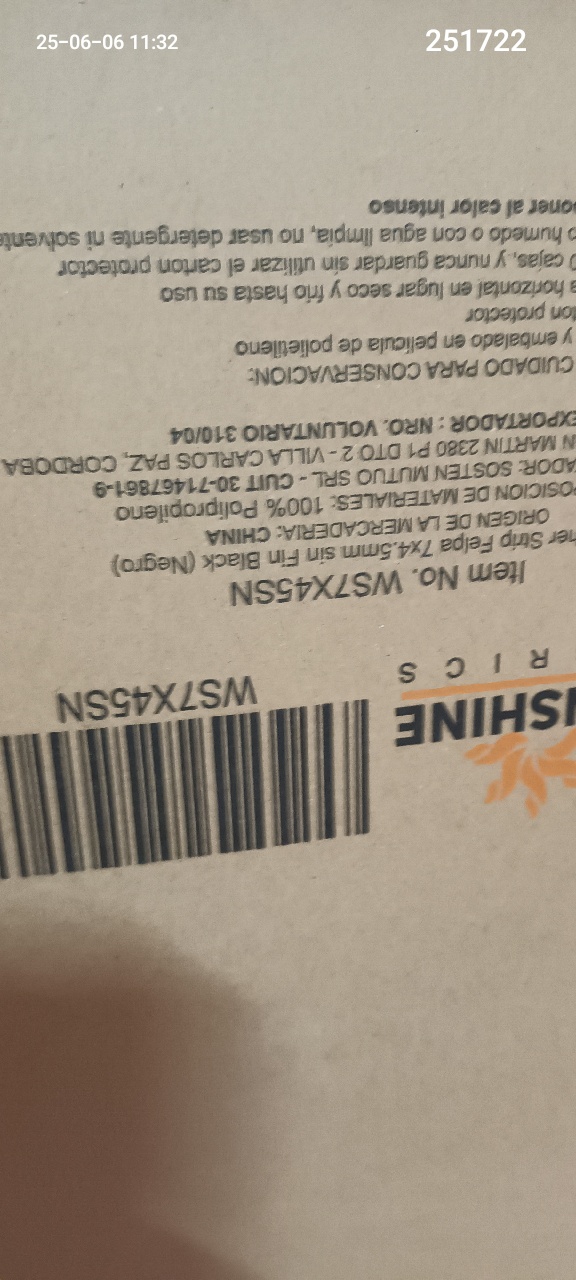 25-06-06 11:32
251722
NSHINE
R I C S
WS7X45SN
Item No. WS7X45SN
Strip Felpa 7x4.5mm sin Fin Black (Negro)
ORIGEN DE LA MERCADERIA: CHINA
POSICION DE MATERIALES: 100% Polipropileno
ADOR: SOSTEN MUTUO SRL - CUIT 30-71467861-9
N MARTIN 2380 P1 DTO 2 - VILLA CARLOS PAZ, CORDOBA
EXPORTADOR : NRO. VOLUNTARIO 310/04
CUIDADO PARA CONSERVACION:
y embalado en pelicula de polietileno
ton protector
a horizontal en lugar seco y frio hasta su uso
0 cajas, y nunca guardar sin utilizar el carton protector
o humedo o con agua limpia, no usar detergente ni solvente
poner al calor intenso